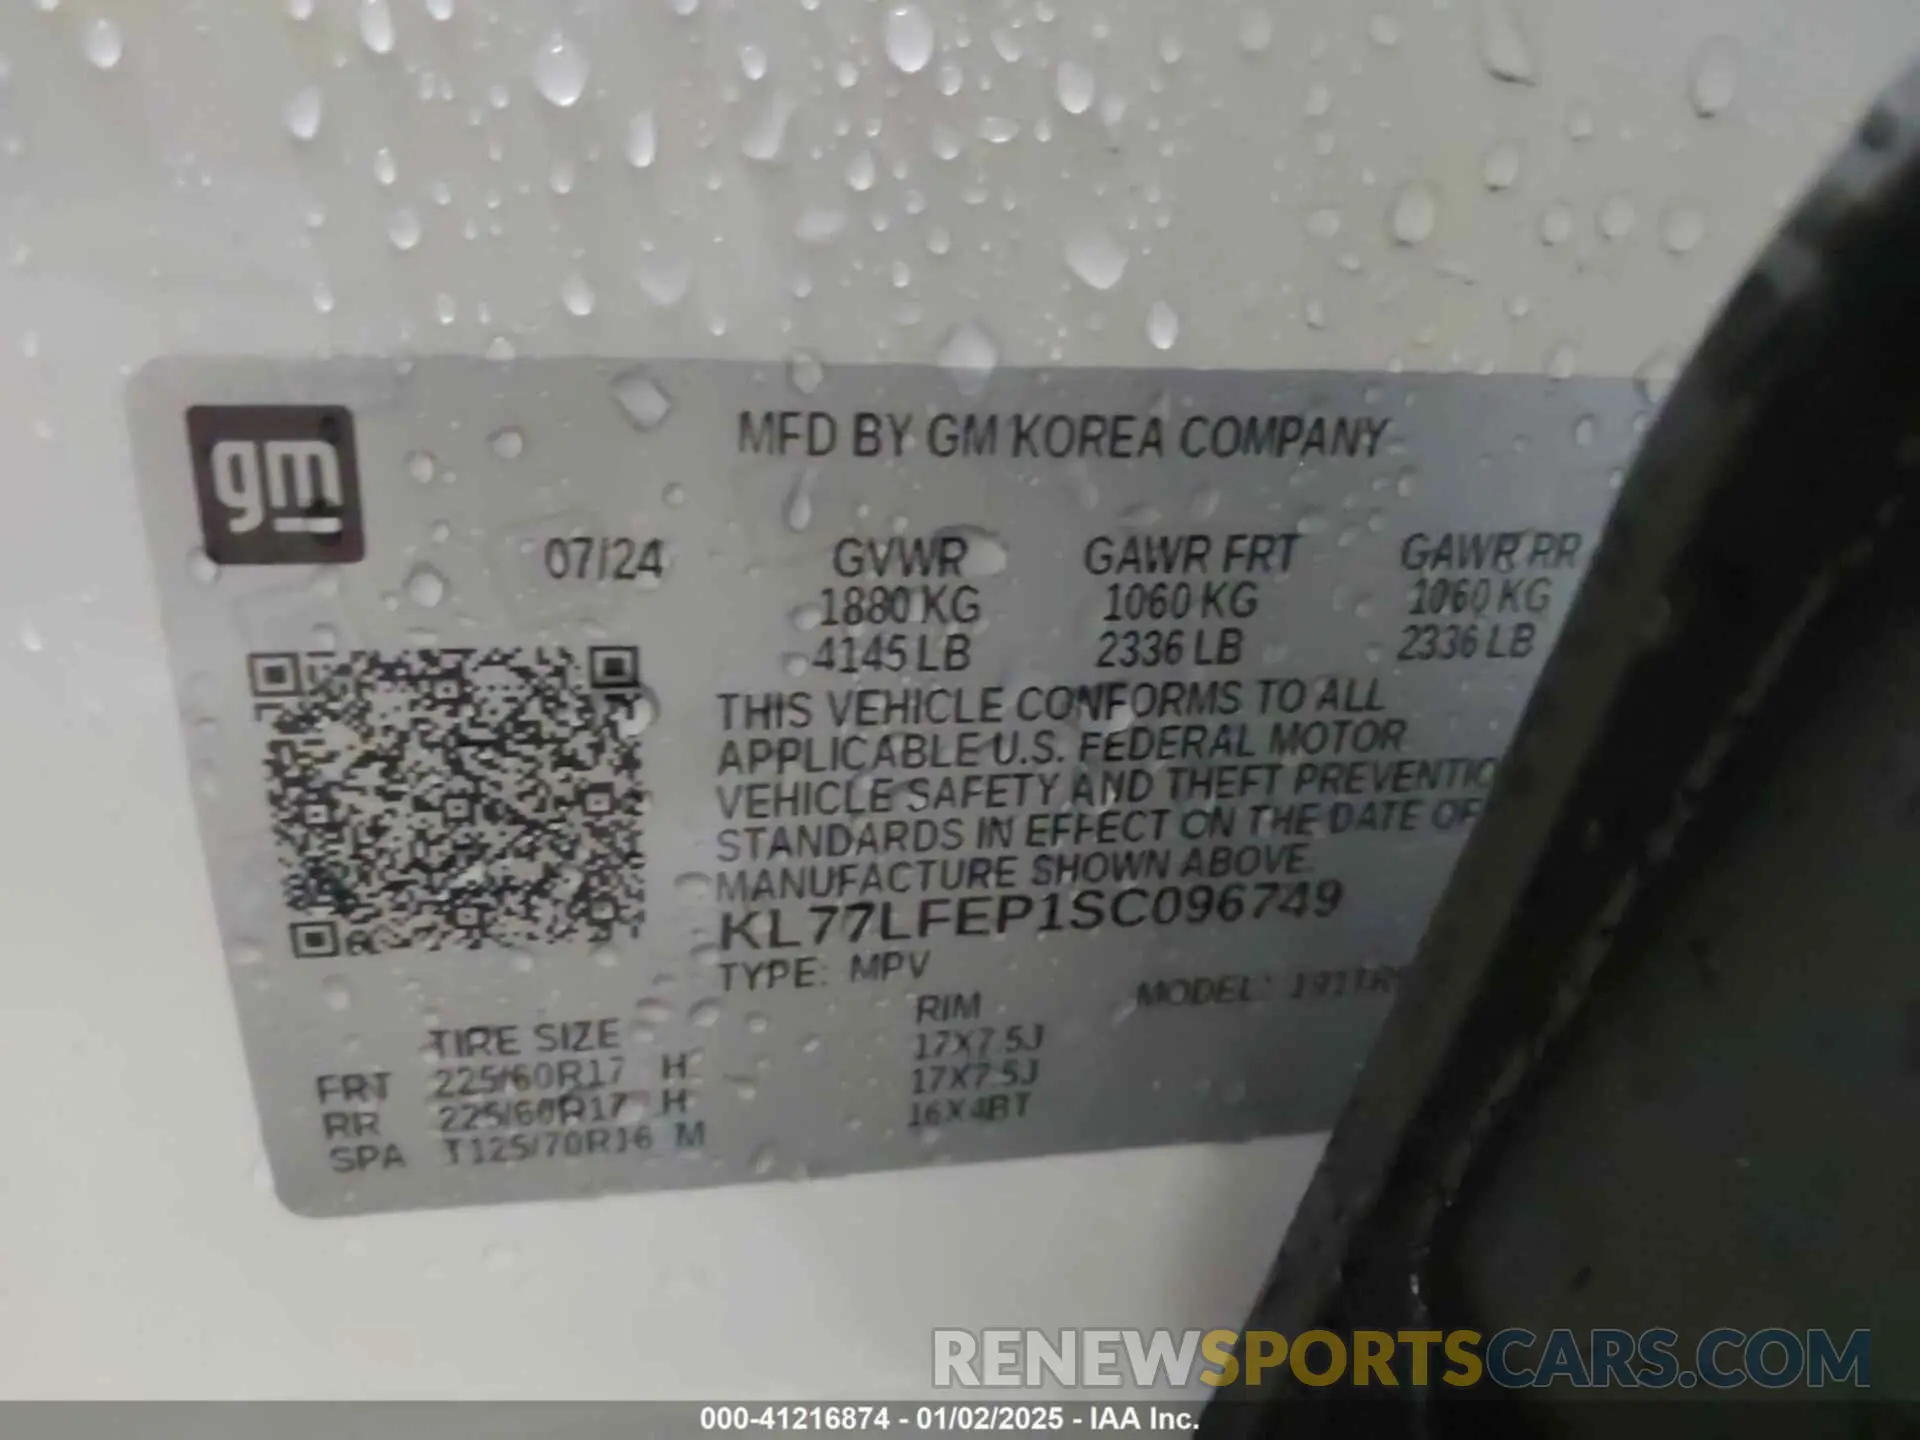 gm
MFD BY GM KOREA COMPANY
07/24 GVWR GAWR FRT GAWR RR
1880 KG 1060 KG 1060 KG
4145 LB 2336 LB 2336 LB
THIS VEHICLE CONFORMS TO ALL
APPLICABLE U.S. FEDERAL MOTOR
VEHICLE SAFETY AND THEFT PREVENTIO
STANDARDS IN EFFECT ON THE DATE OF
MANUFACTURE SHOWN ABOVE.
KL77LFEP1SC096749
TYPE: MPV MODEL:
TIRE SIZE RIM
FRT 225/60R17 H 17X7.5J
RR 225/60R17 H 17X7.5J
SPA T125/70R16 M 16X4BT
RENEWSPORTSCARS.COM
000-41216874 - 01/02/2025 - IAA Inc.